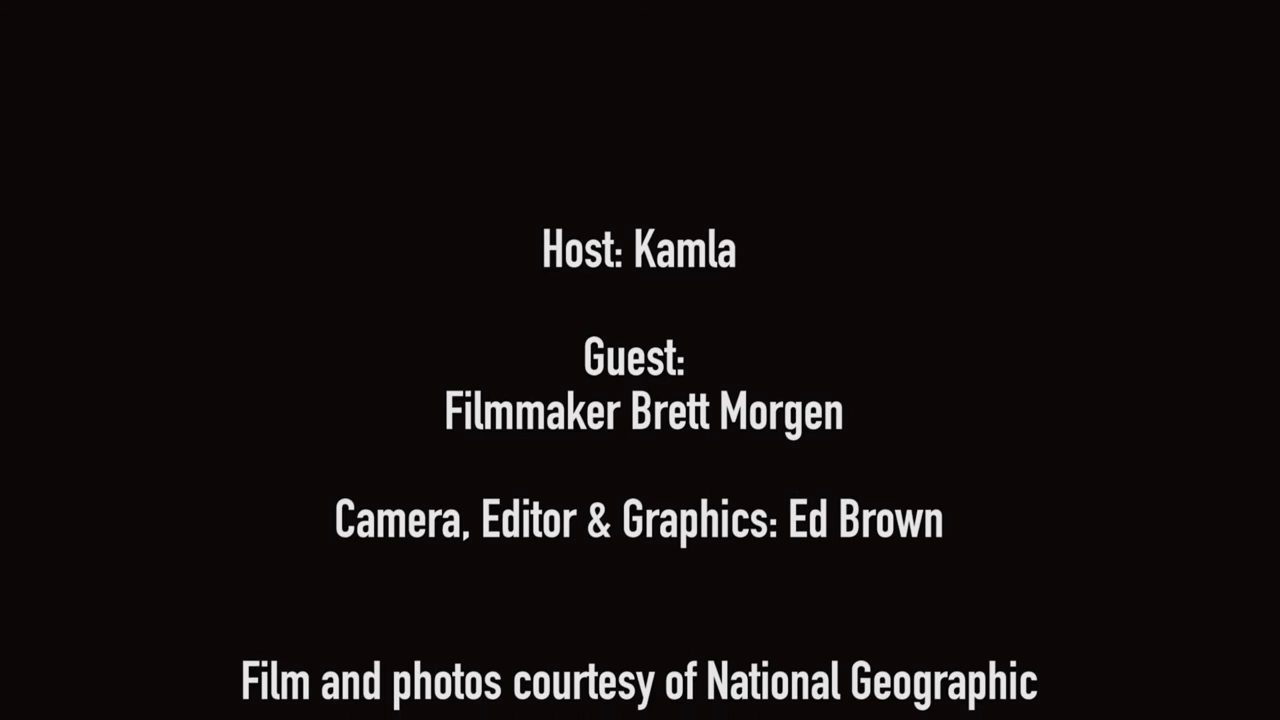 Host: Kamla
Guest:
Filmmaker Brett Morgen
Camera, Editor & Graphics: Ed Brown
Film and photos courtesy of National Geographic